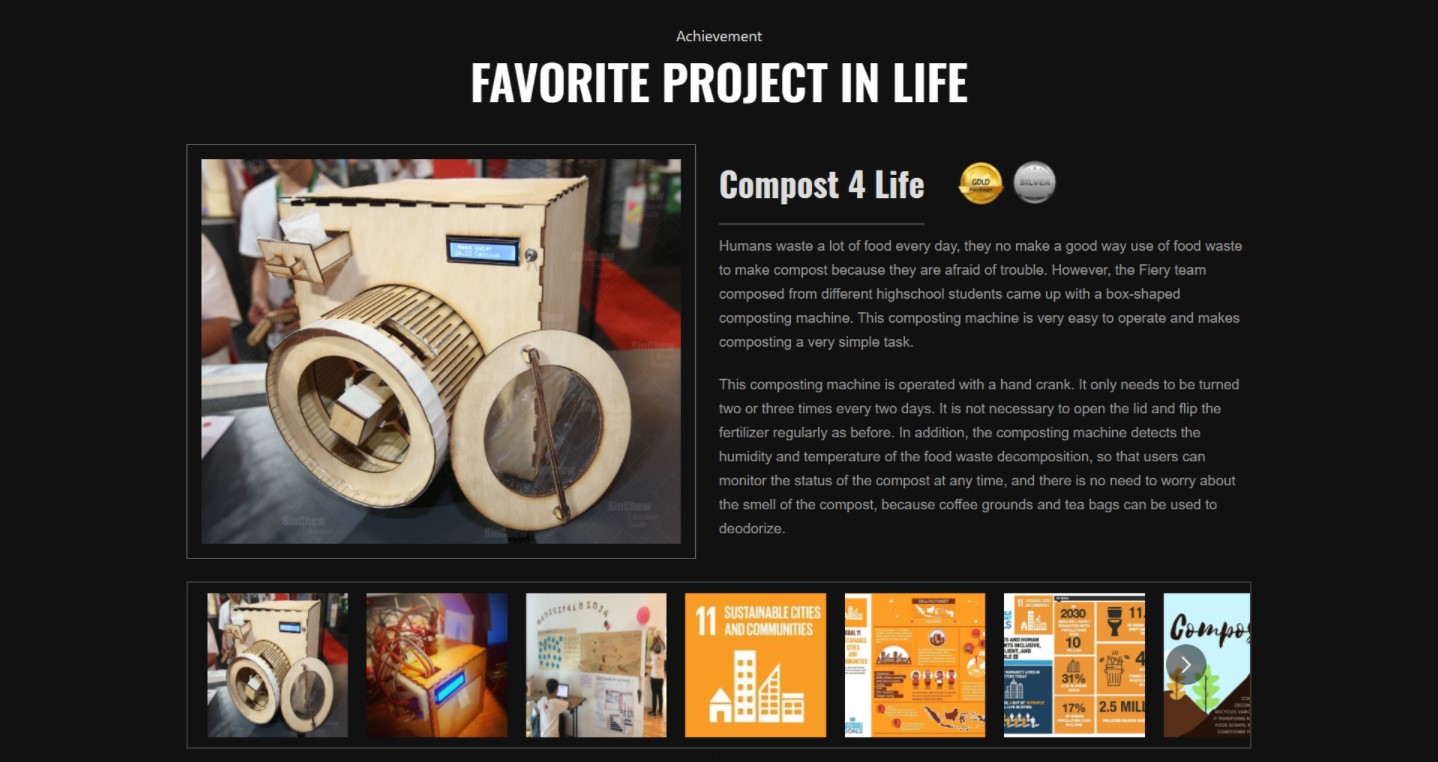 Achievement
FAVORITE PROJECT IN LIFE
Compost 4 Life
GOLD
SILVER
Humans waste a lot of food every day, they no make a good way use of food waste
to make compost because they are afraid of trouble. However, the Fiery team
composed from different highschool students came up with a box-shaped
composting machine. This composting machine is very easy to operate and makes
composting a very simple task.
This composting machine is operated with a hand crank. It only needs to be turned
two or three times every two days. It is not necessary to open the lid and flip the
fertilizer regularly as before. In addition, the composting machine detects the
humidity and temperature of the food waste decomposition, so that users can
monitor the status of the compost at any time, and there is no need to worry about
the smell of the compost, because coffee grounds and tea bags can be used to
deodorize.
Need water
SinChew
SinChew
SinChew
11 SUSTAINABLE CITIES
AND COMMUNITIES
2030
10
31%
17%
11.
2.5 MILL
Compos